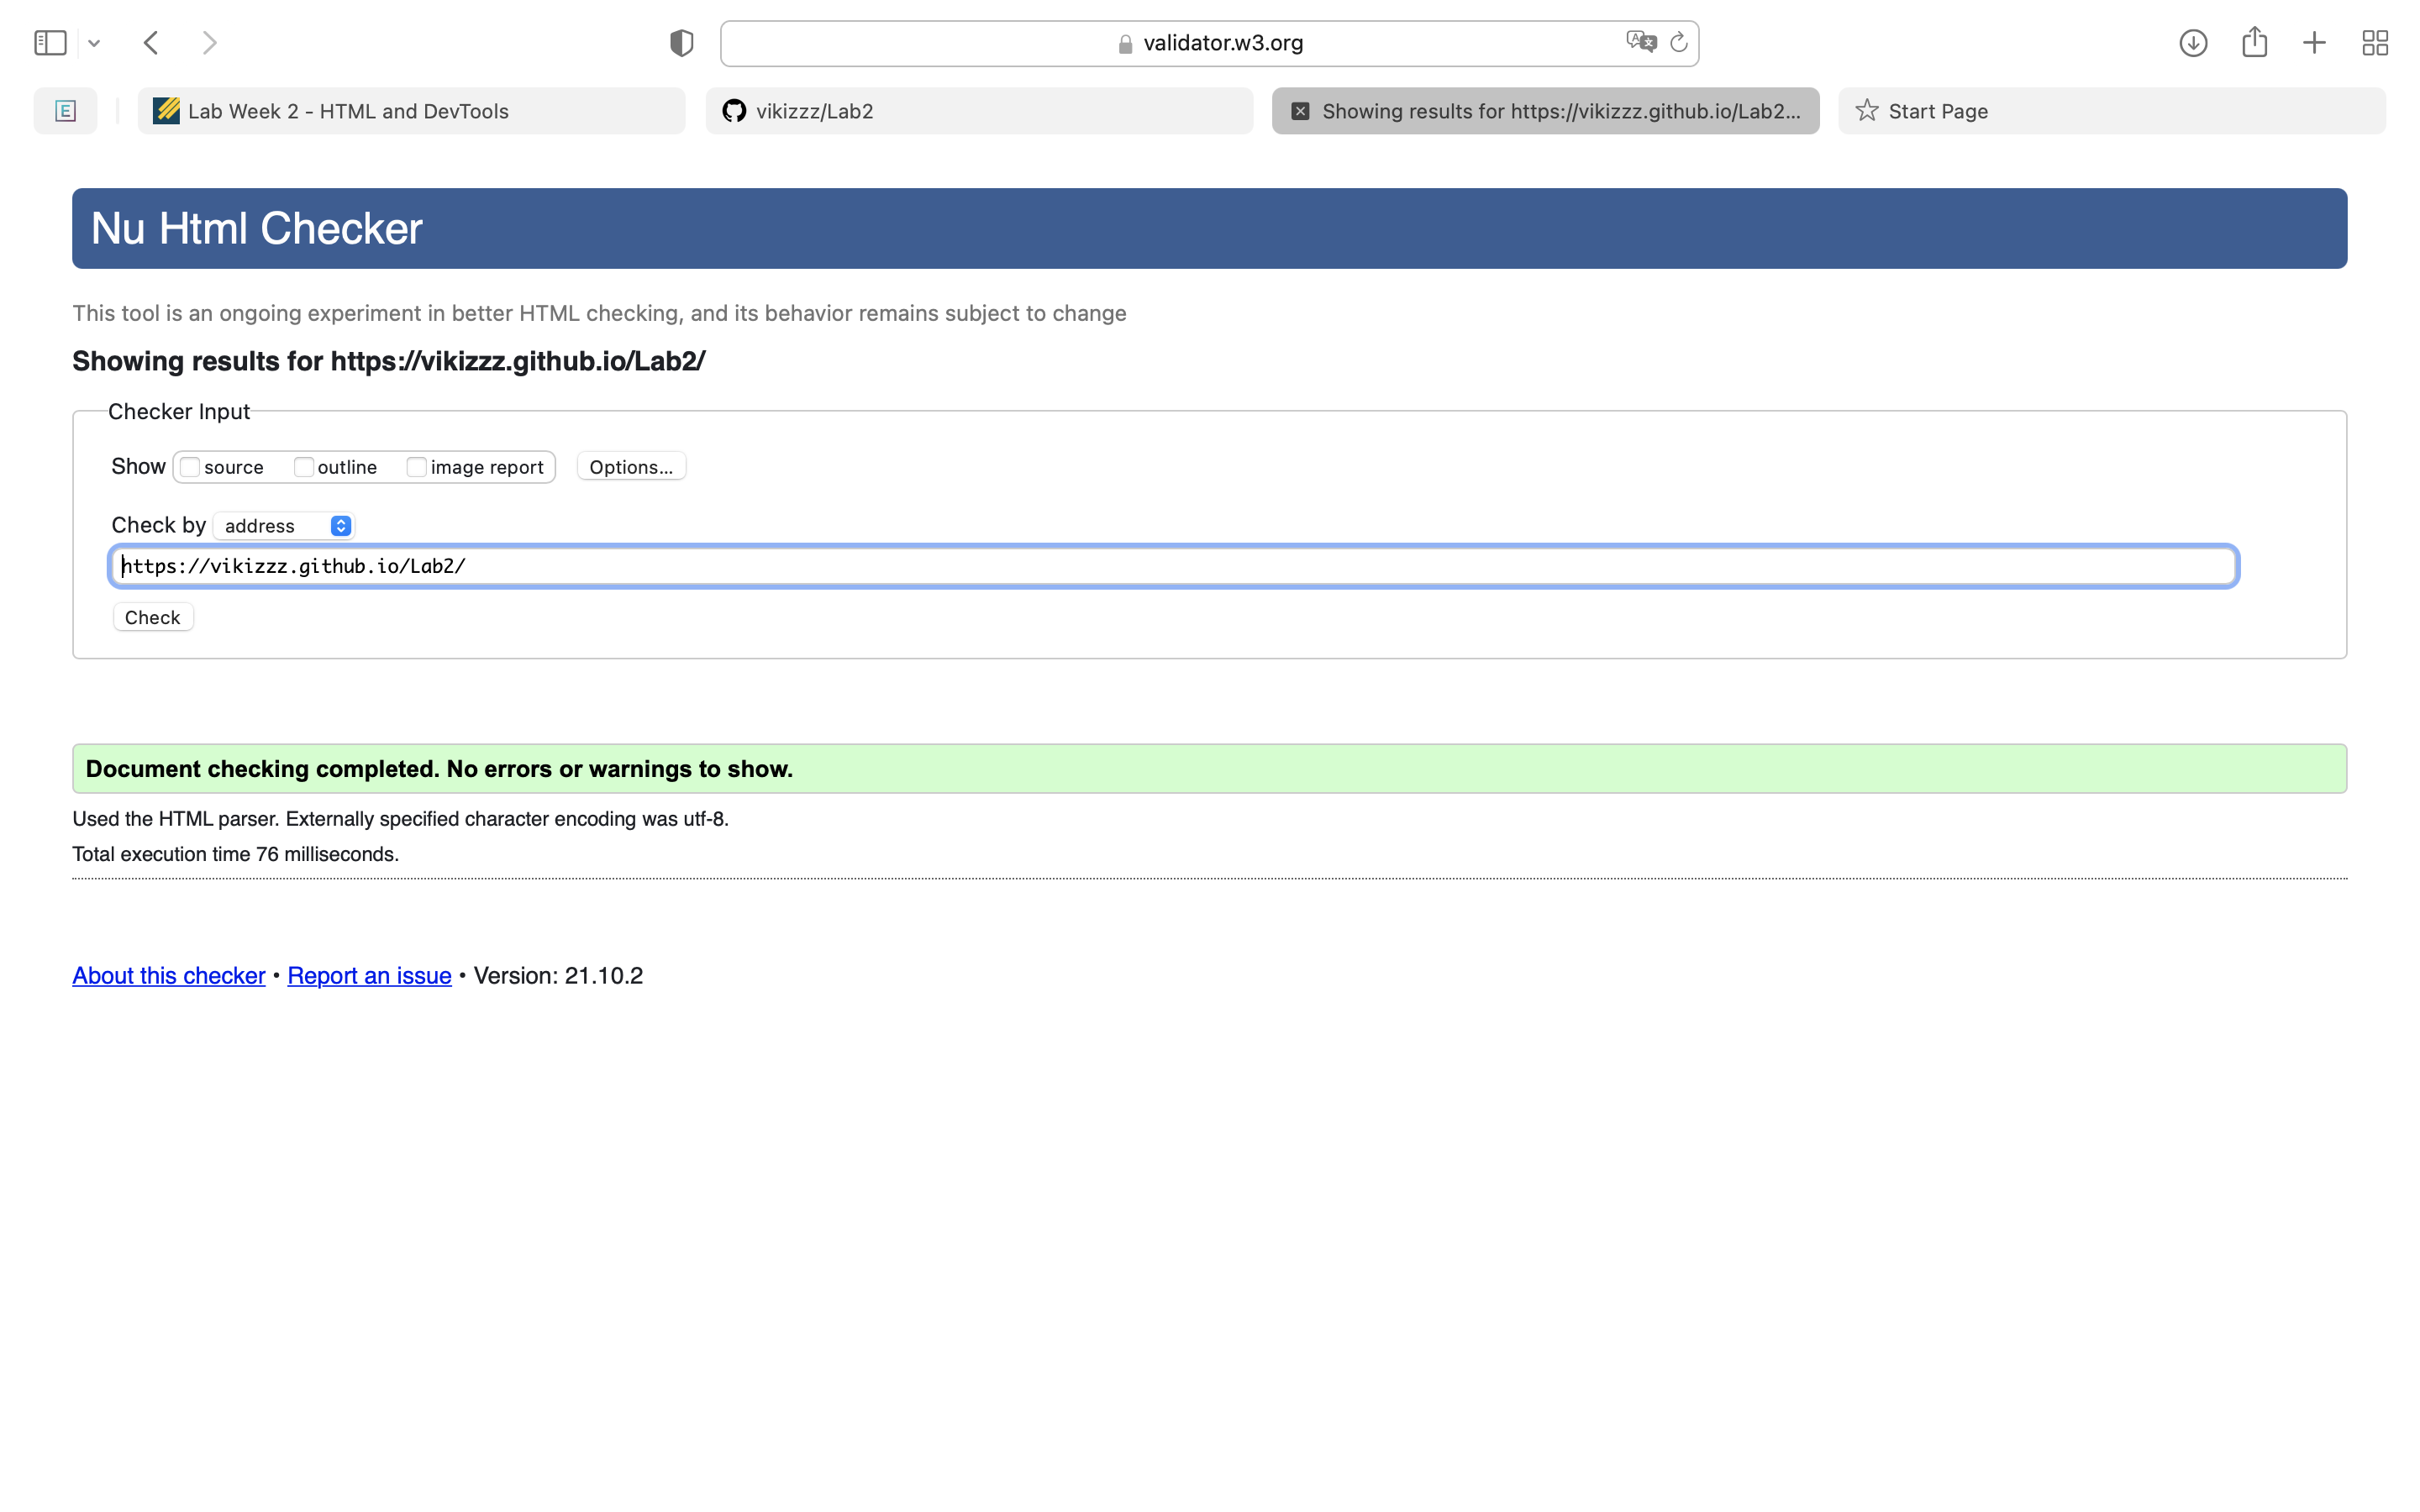 validator.w3.org
E
Lab Week 2 - HTML and DevTools
vikizzz/Lab2
Showing results for https://vikizzz.github.io/Lab2...
Start Page
Nu Html Checker
This tool is an ongoing experiment in better HTML checking, and its behavior remains subject to change
Showing results for https://vikizzz.github.io/Lab2/
Checker Input
Show source outline image report Options...
Check by address
https://vikizzz.github.io/Lab2/
Check
Document checking completed. No errors or warnings to show.
Used the HTML parser. Externally specified character encoding was utf-8.
Total execution time 76 milliseconds.
About this checker • Report an issue • Version: 21.10.2